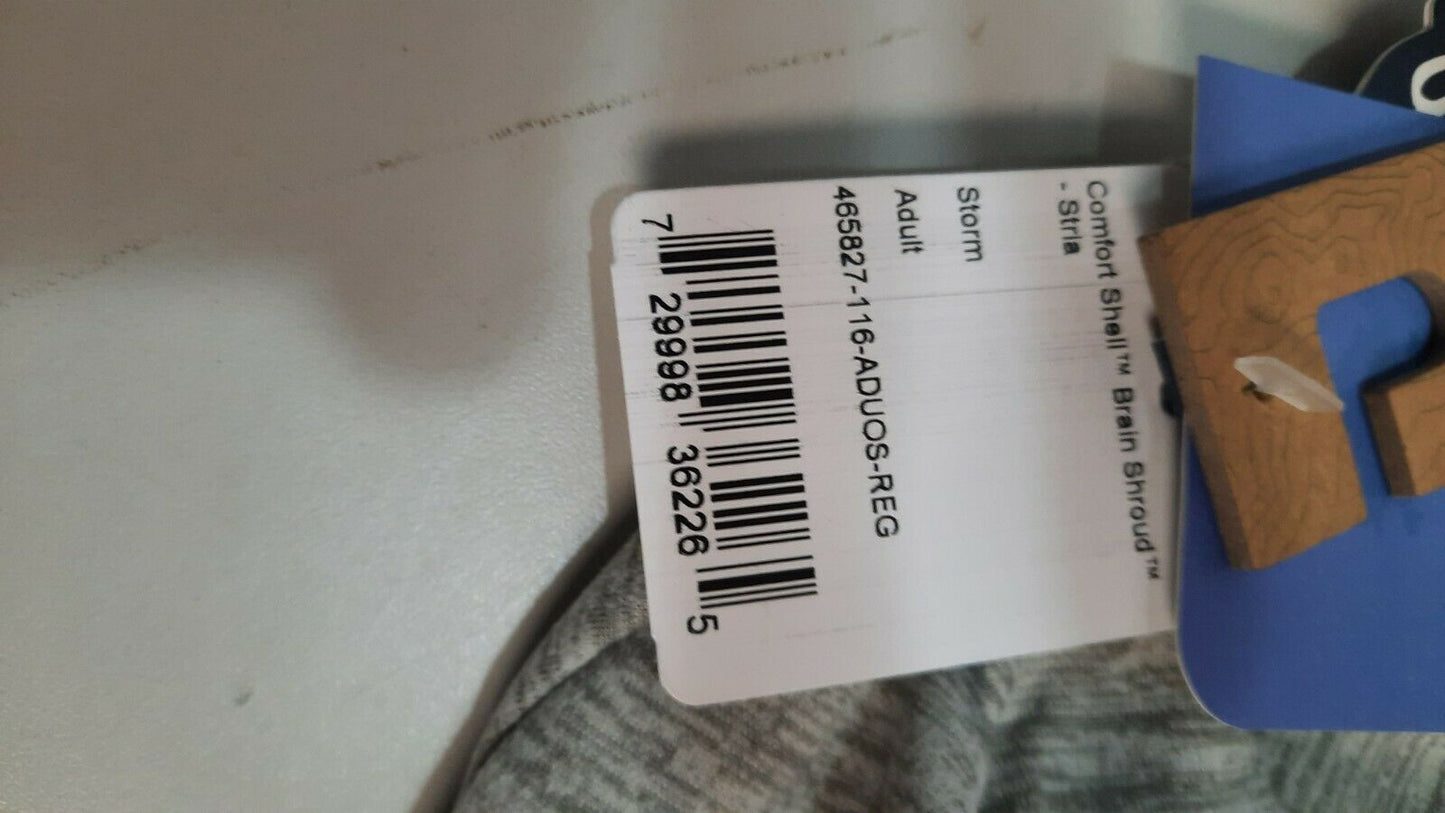 Comfort Shell™ Brain Shroud™
- Stria
Storm
Adult
465827-116-ADUOS-REG
7 29998 36226 5